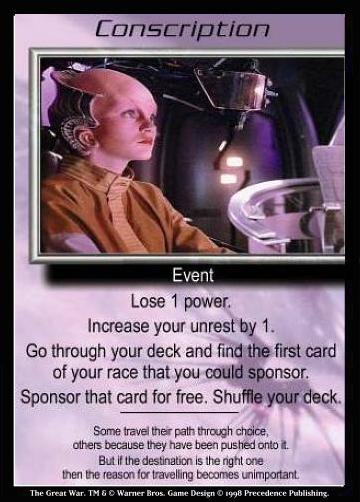 Conscription
Event
Lose 1 power.
Increase your unrest by 1.
Go through your deck and find the first card
of your race that you could sponsor.
Sponsor that card for free. Shuffle your deck.
Some travel their path through choice,
others because they have been pushed onto it.
But if the destination is the right one
then the reason for travelling becomes unimportant.
The Great War. TM & © Warner Bros. Game Design © 1998 Precedence Publishing.